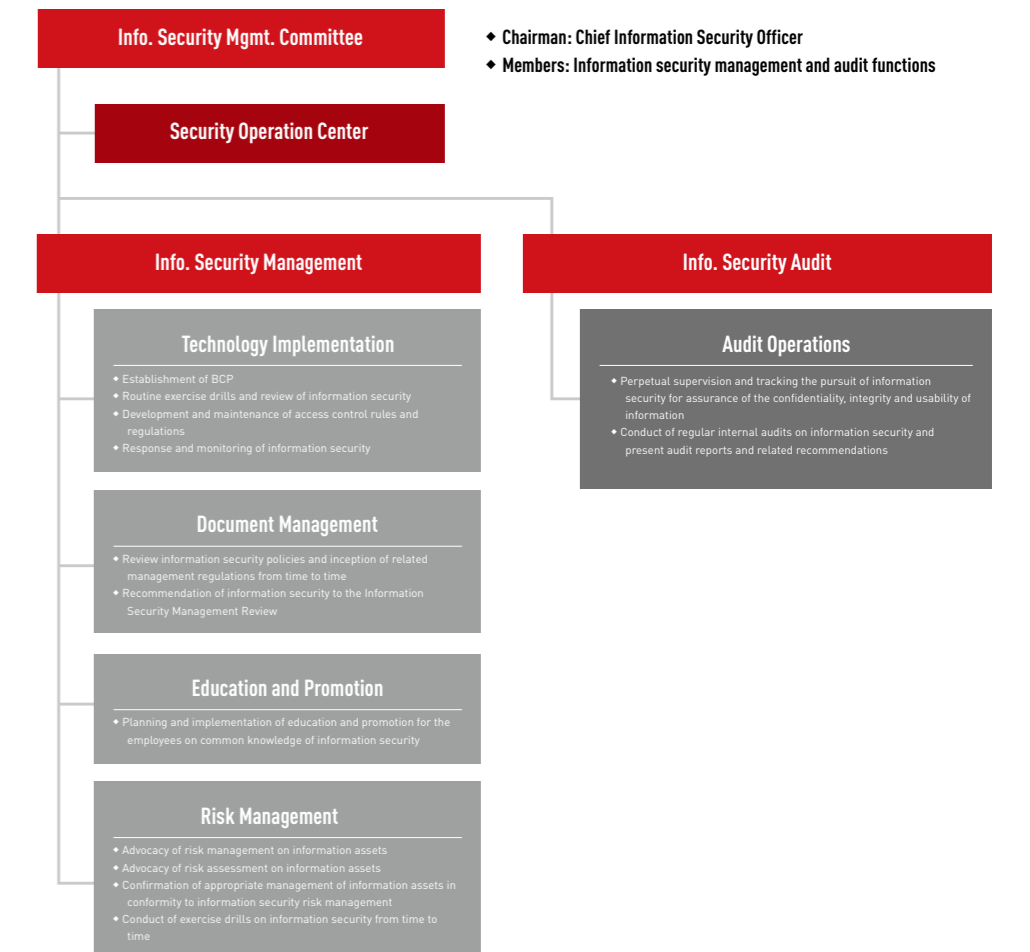 Info. Security Mgmt. Committee
◆ Chairman: Chief Information Security Officer
◆ Members: Information security management and audit functions
Security Operation Center
Info. Security Management
Technology Implementation
◆ Establishment of BCP
◆ Routine exercise drills and review of information security
◆ Development and maintenance of access control rules and
regulations
◆ Response and monitoring of information security
Document Management
◆ Review information security policies and inception of related
management regulations from time to time
◆ Recommendation of information security to the Information
Security Management Review
Education and Promotion
◆ Planning and implementation of education and promotion for the
employees on common knowledge of information security
Risk Management
◆ Advocacy of risk management on information assets
◆ Advocacy of risk assessment on information assets
◆ Confirmation of appropriate management of information assets in
conformity to information security risk management
◆ Conduct of exercise drills on information security from time to
time
Info. Security Audit
Audit Operations
◆ Perpetual supervision and tracking the pursuit of information
security for assurance of the confidentiality, integrity and usability of
information
◆ Conduct of regular internal audits on information security and
present audit reports and related recommendations